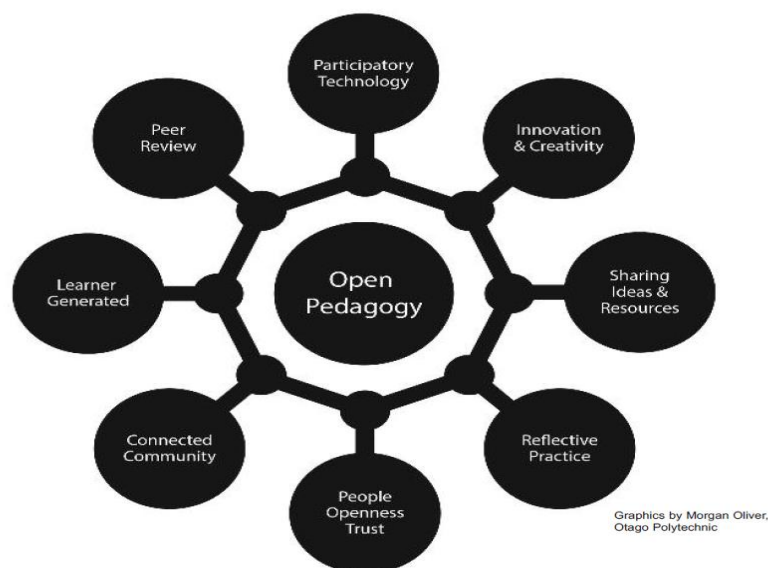 Participatory
Technology
Innovation
& Creativity
Sharing
Ideas &
Resources
Reflective
Practice
People
Openness
Trust
Connected
Community
Learner
Generated
Peer
Review
Open
Pedagogy
Graphics by Morgan Oliver,
Otago Polytechnic